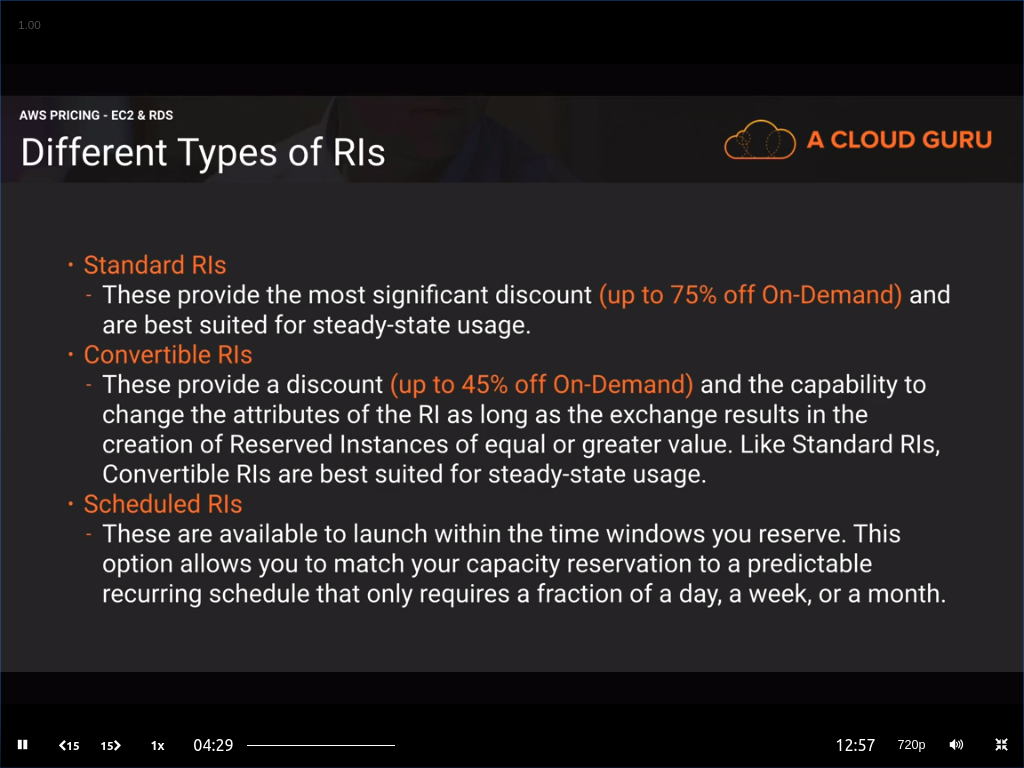 1.00
AWS PRICING - EC2 & RDS
Different Types of RIs
A CLOUD GURU
• Standard RIs
- These provide the most significant discount (up to 75% off On-Demand) and
are best suited for steady-state usage.
• Convertible RIs
- These provide a discount (up to 45% off On-Demand) and the capability to
change the attributes of the RI as long as the exchange results in the
creation of Reserved Instances of equal or greater value. Like Standard RIs,
Convertible RIs are best suited for steady-state usage.
• Scheduled RIs
- These are available to launch within the time windows you reserve. This
option allows you to match your capacity reservation to a predictable
recurring schedule that only requires a fraction of a day, a week, or a month.
15 15 1x 04:29 12:57 720p